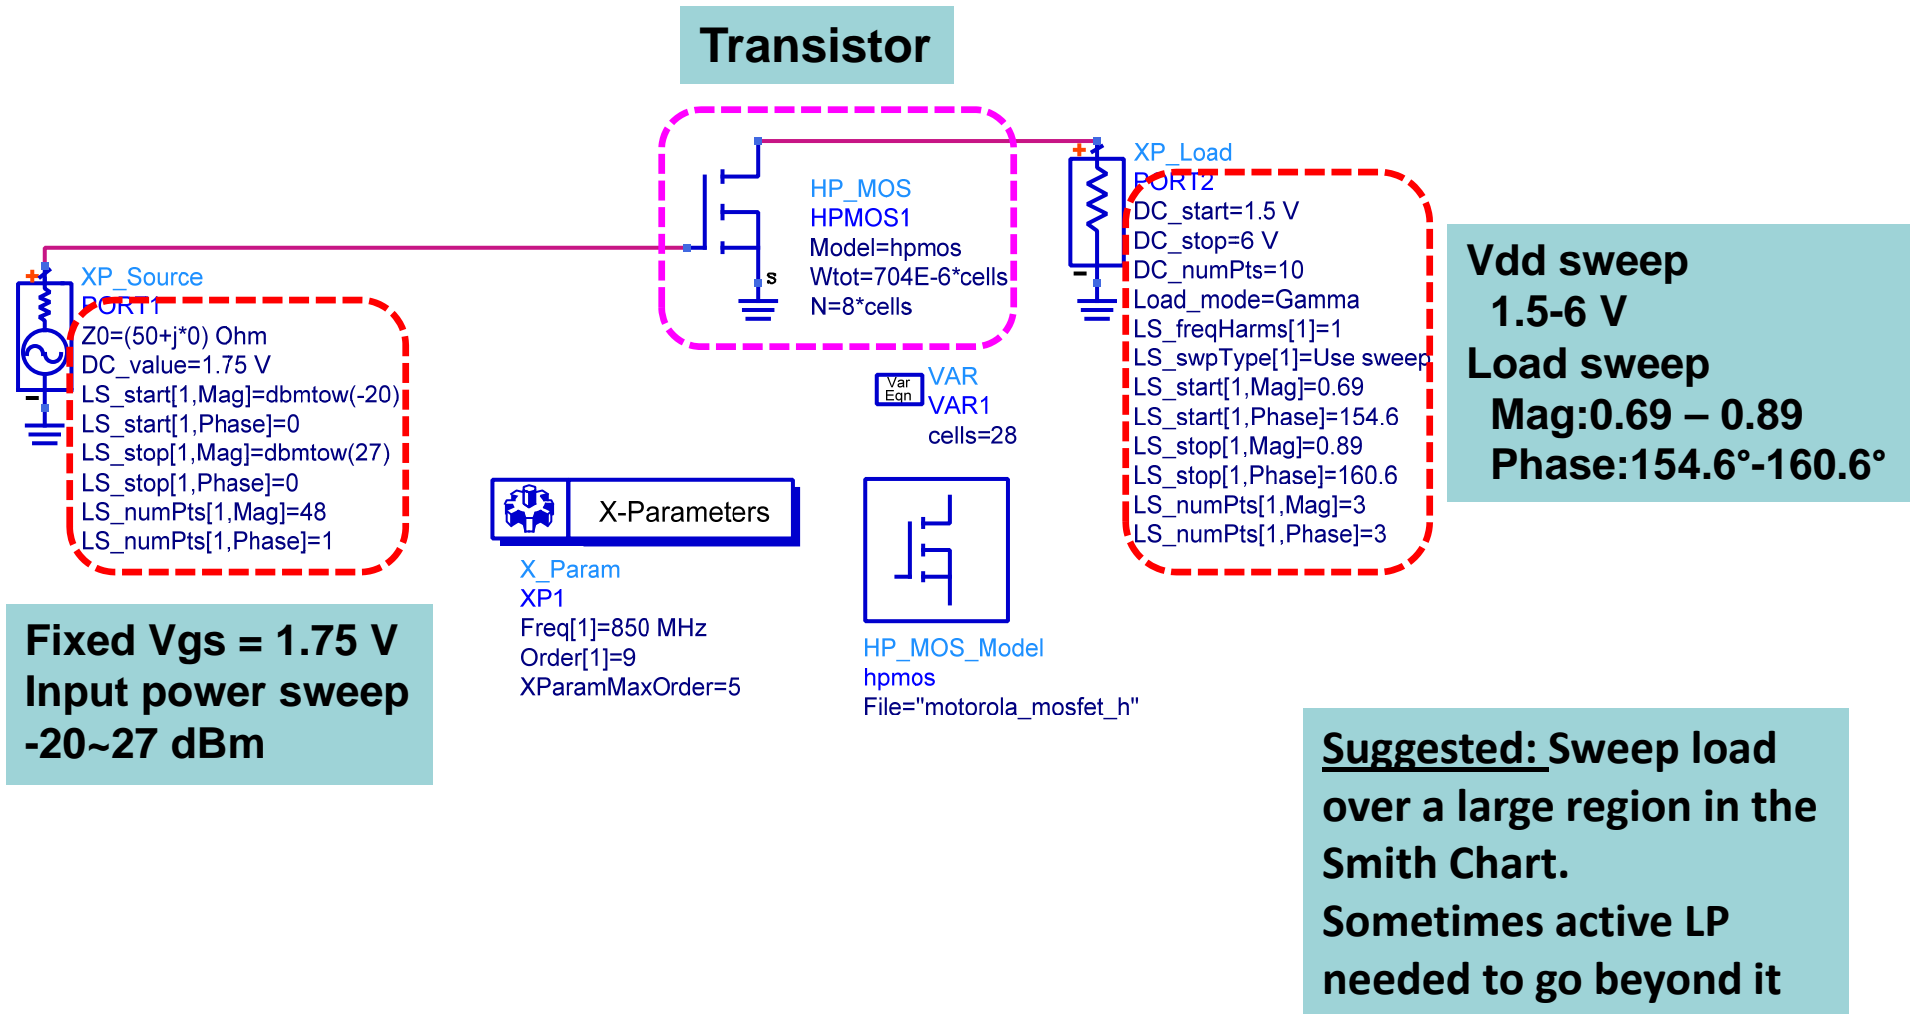 Transistor
HP_MOS
HPMOS1
Model=hpmos
Wtot=704E-6*cells
N=8*cells
S
XP_Load
PORT2
DC_start=1.5 V
DC_stop=6 V
DC_numPts=10
Load_mode=Gamma
LS_freqHarms[1]=1
LS_swpType[1]=Use sweep
LS_start[1,Mag]=0.69
LS_start[1,Phase]=154.6
LS_stop[1,Mag]=0.89
LS_stop[1,Phase]=160.6
LS_numPts[1,Mag]=3
LS_numPts[1,Phase]=3
Vdd sweep
1.5-6 V
Load sweep
Mag:0.69 – 0.89
Phase:154.6°-160.6°
XP_Source
PORT1
Z0=(50+j*0) Ohm
DC_value=1.75 V
LS_start[1,Mag]=dbmtow(-20)
LS_start[1,Phase]=0
LS_stop[1,Mag]=dbmtow(27)
LS_stop[1,Phase]=0
LS_numPts[1,Mag]=48
LS_numPts[1,Phase]=1
Var
Eqn
VAR
VAR1
cells=28
X-Parameters
X_Param
XP1
Freq[1]=850 MHz
Order[1]=9
XParamMaxOrder=5
HP_MOS_Model
hpmos
File="motorola_mosfet_h"
Fixed Vgs = 1.75 V
Input power sweep
-20~27 dBm
Suggested: Sweep load
over a large region in the
Smith Chart.
Sometimes active LP
needed to go beyond it